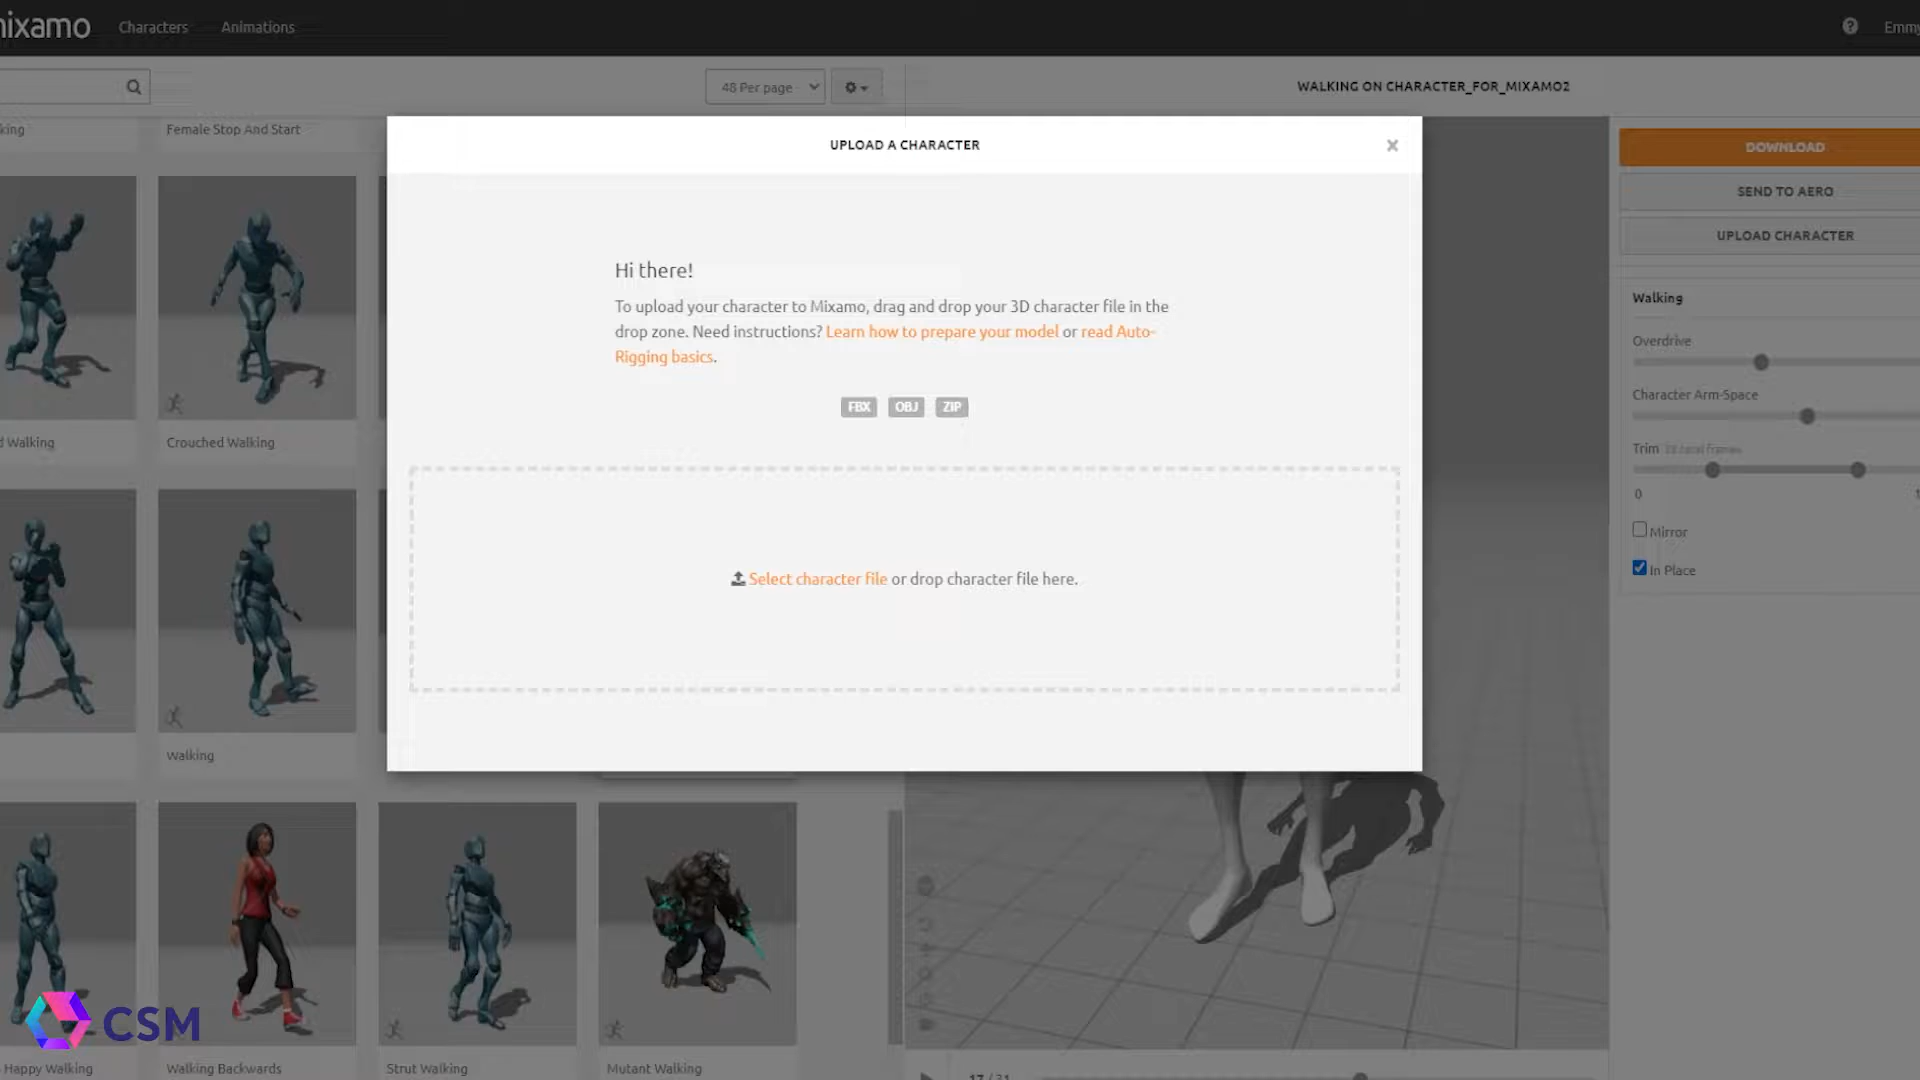 mixamo
Characters
Animations
Emmy
48 Per page
WALKING ON CHARACTER_FOR_MIXAMO2
Female Stop And Start
UPLOAD A CHARACTER
DOWNLOAD
SEND TO AERO
UPLOAD CHARACTER
Hi there!
To upload your character to Mixamo, drag and drop your 3D character file in the
drop zone. Need instructions? Learn how to prepare your model or read Auto-
Rigging basics.
FBX OBJ ZIP
Select character file or drop character file here.
Walking
Overdrive
Character Arm-Space
Trim
0
Mirror
In Place
Walking
Crouched Walking
Walking
CSM
Happy Walking
Walking Backwards
Strut Walking
Mutant Walking
17 / 31